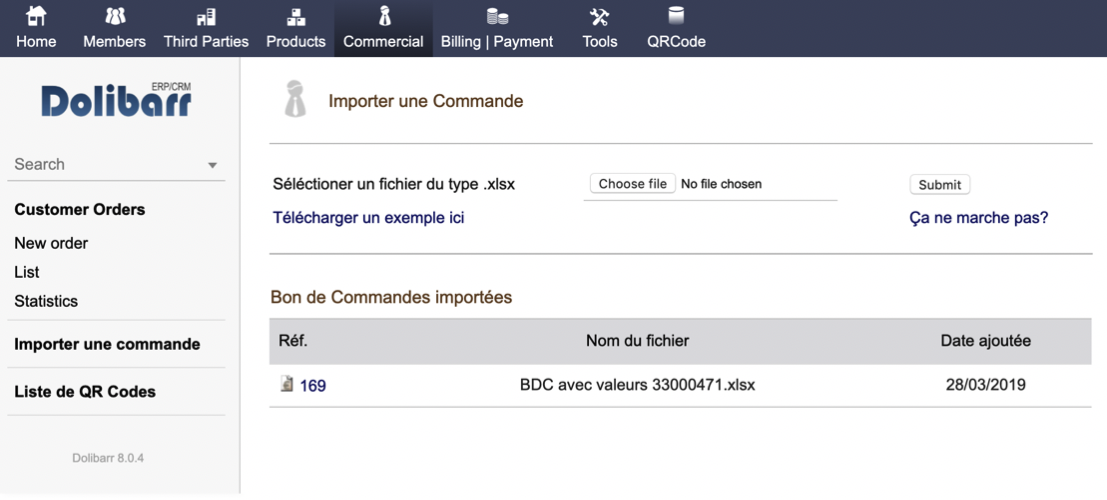 Home Members Third Parties Products Commercial Billing | Payment Tools QRCode
ERP/CRM
Dolibarr
Search
Customer Orders
New order
List
Statistics
Importer une commande
Liste de QR Codes
Dolibarr 8.0.4
Importer une Commande
Séléctioner un fichier du type .xlsx Choose file No file chosen Submit
Télécharger un exemple ici Ça ne marche pas?
Bon de Commandes importées
Réf. Nom du fichier Date ajoutée
169 BDC avec valeurs 33000471.xlsx 28/03/2019